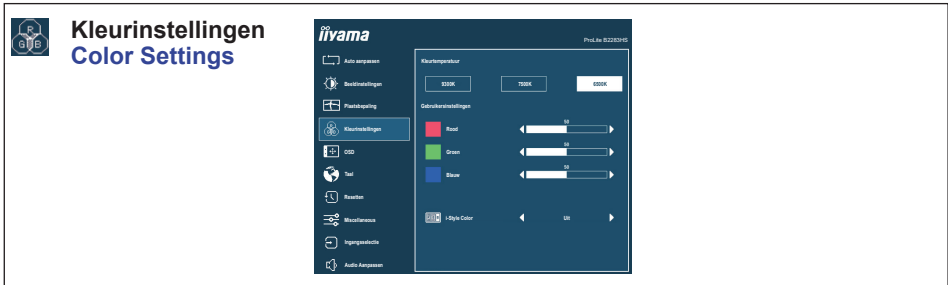 R
G B
Kleurinstellingen
Color Settings
iiyama
ProLite B2283HS
Auto aanpassen
Beeldinstellingen
Plaatsbepaling
Kleurinstellingen
OSD
Taal
Resetten
Miscellaneous
Ingangsselectie
Audio Aanpassen
Kleurtemperatuur
9300K
7500K
6500K
Gebruikersinstellingen
Rood
50
Groen
50
Blauw
50
i-Style Color
Uit